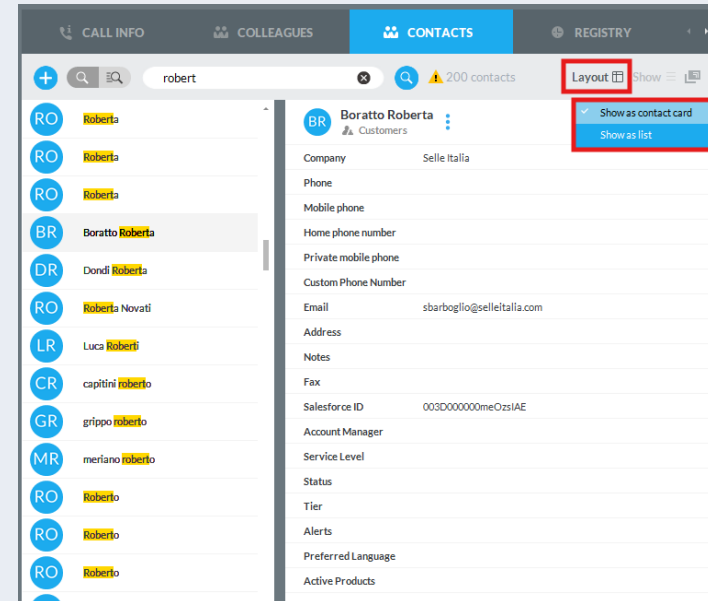 CALL INFO
COLLEAGUES
CONTACTS
REGISTRY
robert
200 contacts
Layout
Show
Show as contact card
Show as list
RO Roberta
RO Roberta
RO Roberta
BR Boratto Roberta
DR Dondi Roberta
RO Roberta Novati
LR Luca Roberti
CR capitini roberto
GR grippo roberto
MR meriano roberto
RO Roberto
RO Roberto
RO Roberto
BR Boratto Roberta
Customers
Company Selle Italia
Phone
Mobile phone
Home phone number
Private mobile phone
Custom Phone Number
Email sbarboglio@selleitalia.com
Address
Notes
Fax
Salesforce ID 003D000000meOzsIAE
Account Manager
Service Level
Status
Tier
Alerts
Preferred Language
Active Products